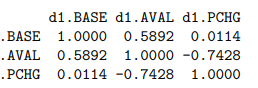 d1.BASE d1.AVAL d1.PCHG
.BASE 1.0000 0.5892 0.0114
.AVAL 0.5892 1.0000 -0.7428
.PCHG 0.0114 -0.7428 1.0000